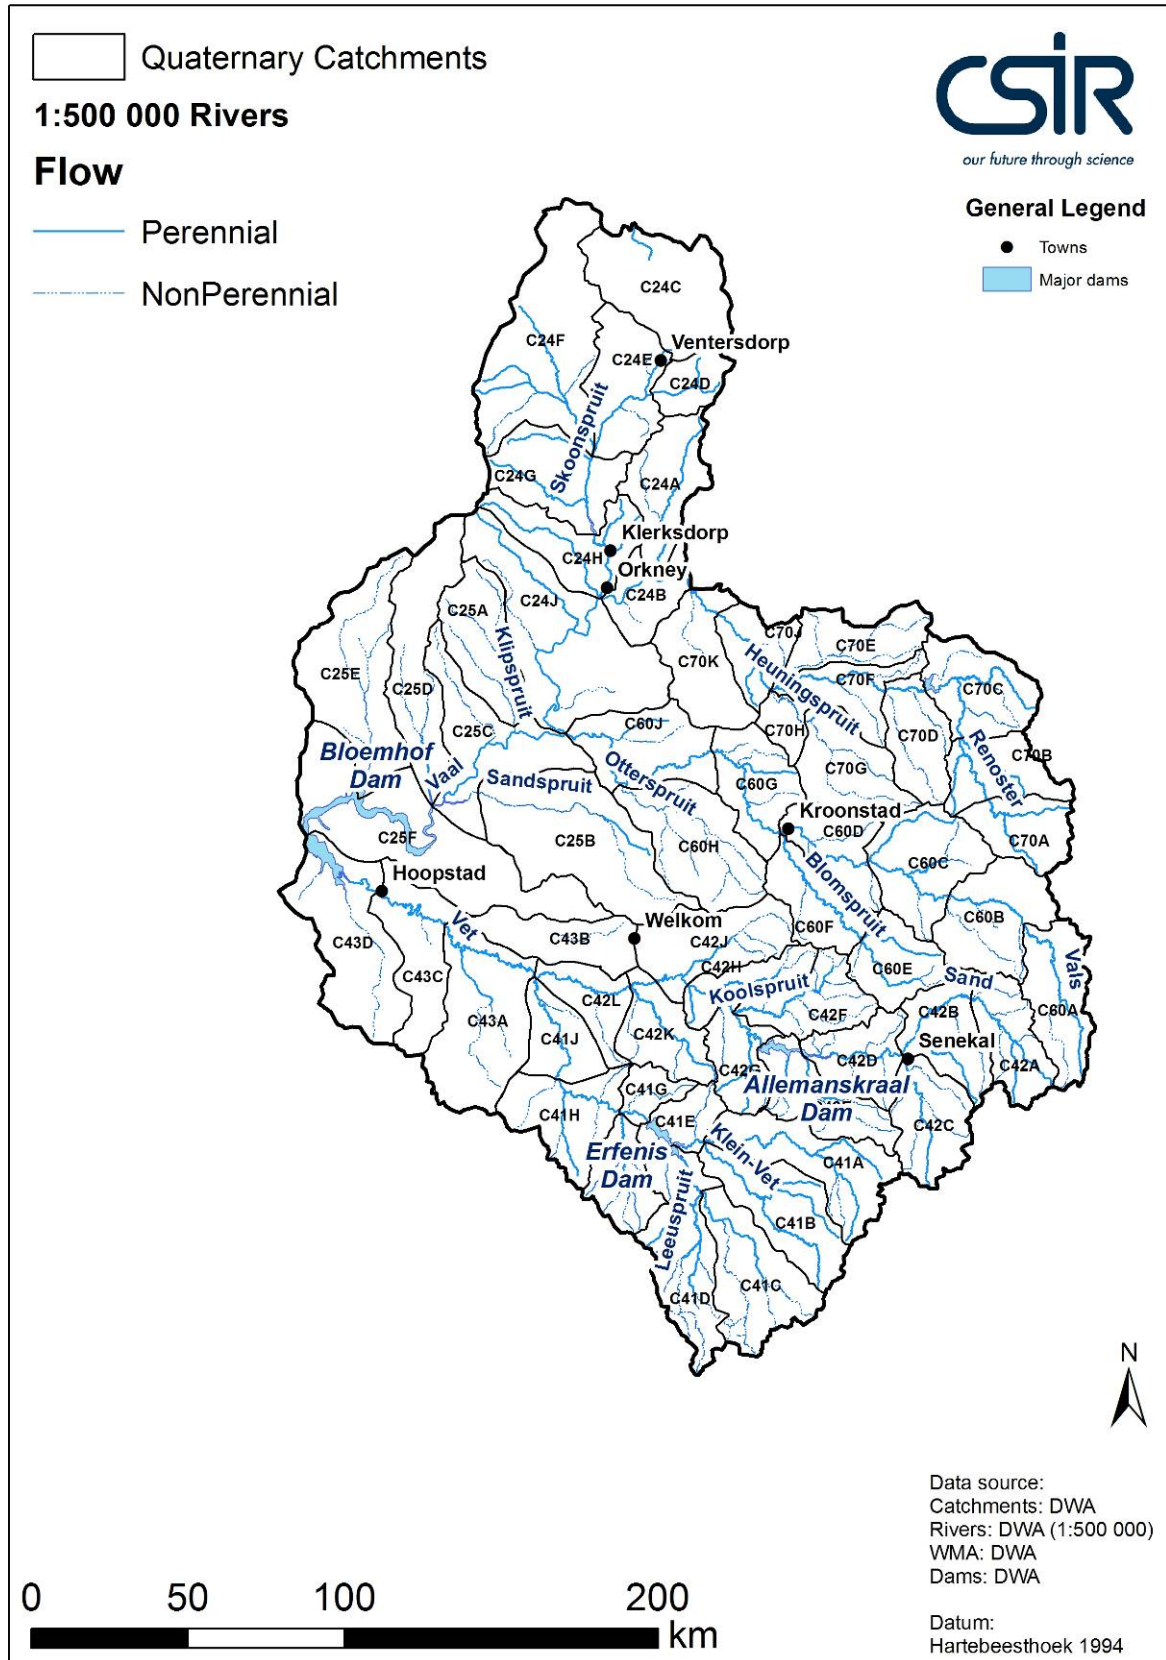 Quaternary Catchments
1:500 000 Rivers
Flow
Perennial
NonPerennial
CSIR
our future through science
General Legend
Towns
Major dams
C24C
C24F
Ventersdorp
C24E
C24D
Skoonspruit
C24G
C24A
Klerksdorp
C24H
Orkney
C24B
C24J
C25A
Klipspruit
C70J
C70E
C70K
Heuningspruit
C25E
C25D
C70F
C70C
C25C
C60J
C70H
C70D
Renoster
C70B
Bloemhof
Dam
Vaal
Sandspruit
Otterspruit
C60G
C70G
Kroonstad
C60D
C25F
C25B
C60H
C60C
C70A
Hoopstad
Blomspruit
Vet
Welkom
C60B
C43D
C43B
C42J
C60F
C43C
C42H
C60E
Sand
Vals
Koolspruit
C42L
C42F
C42B
C60A
C43A
C41J
C42K
C42G
C42D
Senekal
C42A
Allemanskraal
Dam
C41G
C41H
C41E
C42C
Erfenis
Dam
Klein-Vet
C41A
Leeuspruit
C41B
C41D
C41C
N
Data source:
Catchments: DWA
Rivers: DWA (1:500 000)
WMA: DWA
Dams: DWA
Datum:
Hartebeesthoek 1994
0 50 100 200
km